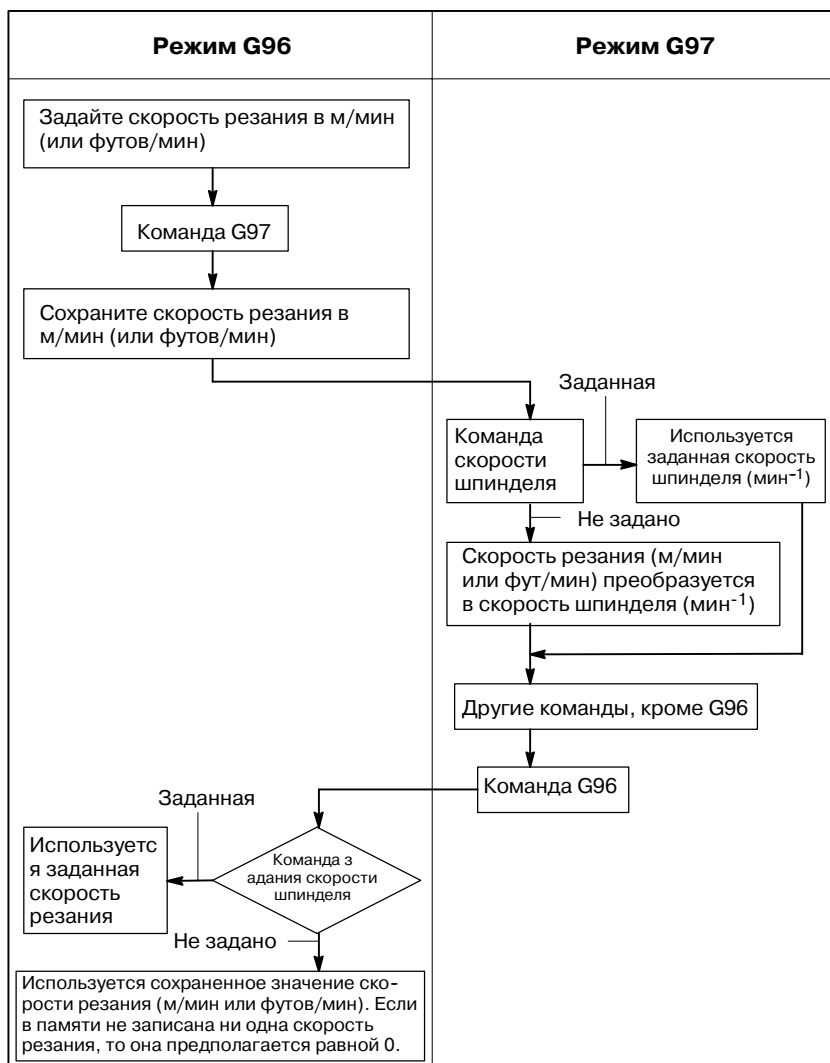 Режим G96
Режим G97
Задайте скорость резания в м/мин
(или футов/мин)
Команда G97
Сохраните скорость резания в
м/мин (или футов/мин)
Заданная
Команда
скорости
шпинделя
Используется
заданная скорость
шпинделя (мин⁻¹)
Не задано
Скорость резания (м/мин
или фут/мин) преобразуется
в скорость шпинделя (мин⁻¹)
Другие команды, кроме G96
Команда G96
Заданная
Используетс
я заданная
скорость
резания
Команда з
адания скорости
шпинделя
Не задано
Используется сохраненное значение ско-
рости резания (м/мин или футов/мин). Если
в памяти не записана ни одна скорость
резания, то она предполагается равной 0.